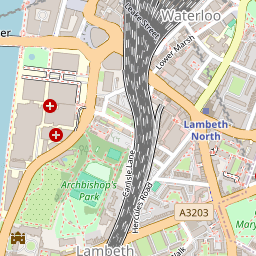 Waterloo
Lower Marsh
Lambeth
North
Carlisle Lane
Archbishop's
Park
Hercules Road
A3203
Lambeth